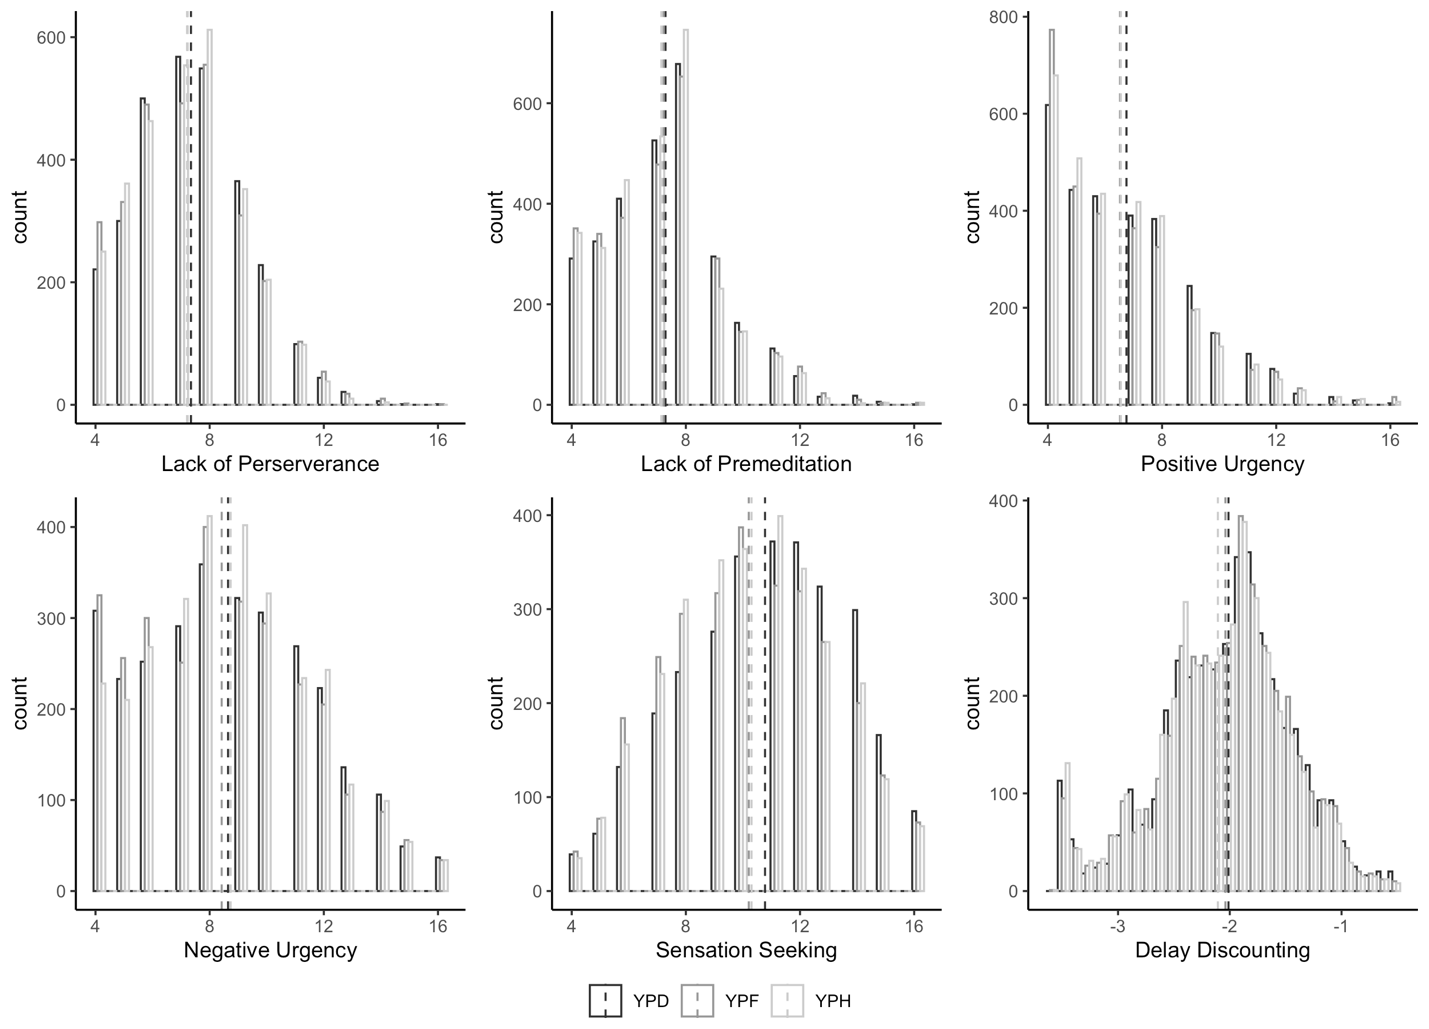 count
600
400
200
0
4 8 12 16
Lack of Perserverance
count
600
400
200
0
4 8 12 16
Lack of Premeditation
count
800
600
400
200
0
4 8 12 16
Positive Urgency
count
400
300
200
100
0
4 8 12 16
Negative Urgency
count
400
300
200
100
0
4 8 12 16
Sensation Seeking
count
400
300
200
100
0
-3 -2 -1
Delay Discounting
YPD YPF YPH